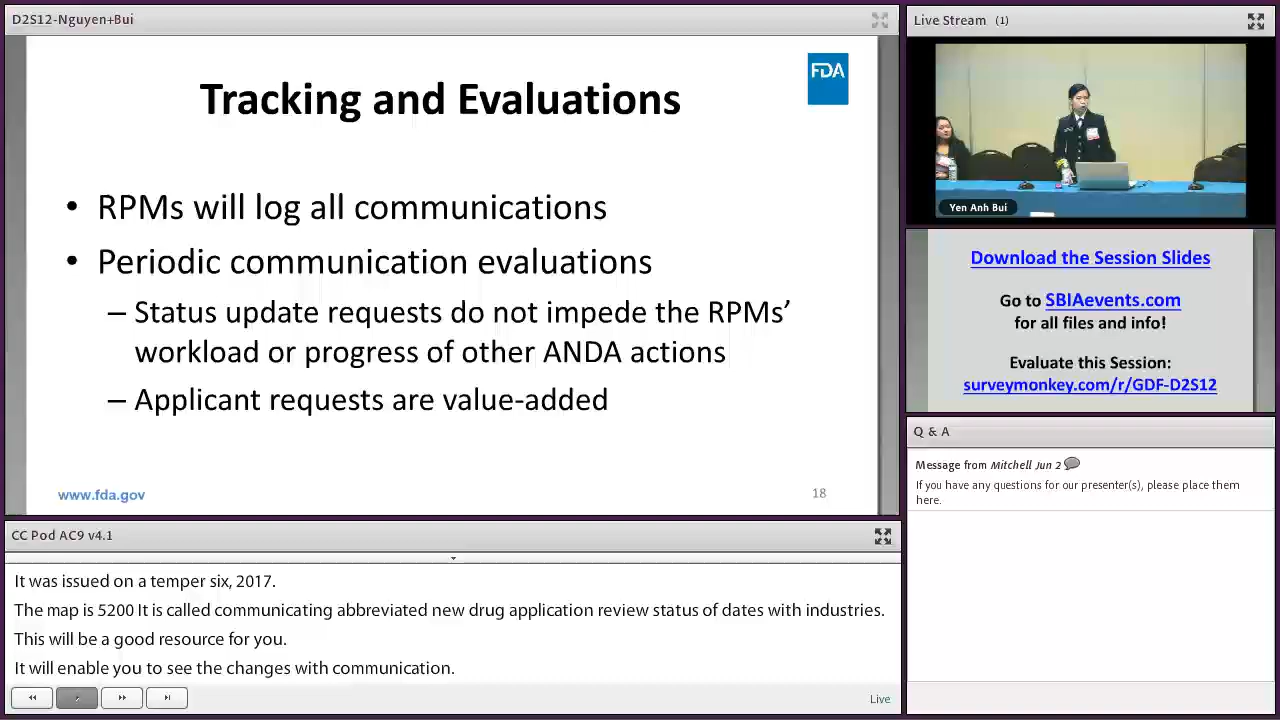 D2S12-Nguyen+Bui
FDA
Tracking and Evaluations
• RPMs will log all communications
• Periodic communication evaluations
– Status update requests do not impede the RPMs’
workload or progress of other ANDA actions
– Applicant requests are value-added
www.fda.gov
18
CC Pod AC9 v4.1
It was issued on a temper six, 2017.
The map is 5200 It is called communicating abbreviated new drug application review status of dates with industries.
This will be a good resource for you.
It will enable you to see the changes with communication.
Live
Live Stream (1)
Yen Anh Bui
Download the Session Slides
Go to SBIAevents.com
for all files and info!
Evaluate this Session:
surveymonkey.com/r/GDF-D2S12
Q & A
Message from Mitchell Jun 2
If you have any questions for our presenter(s), please place them
here.